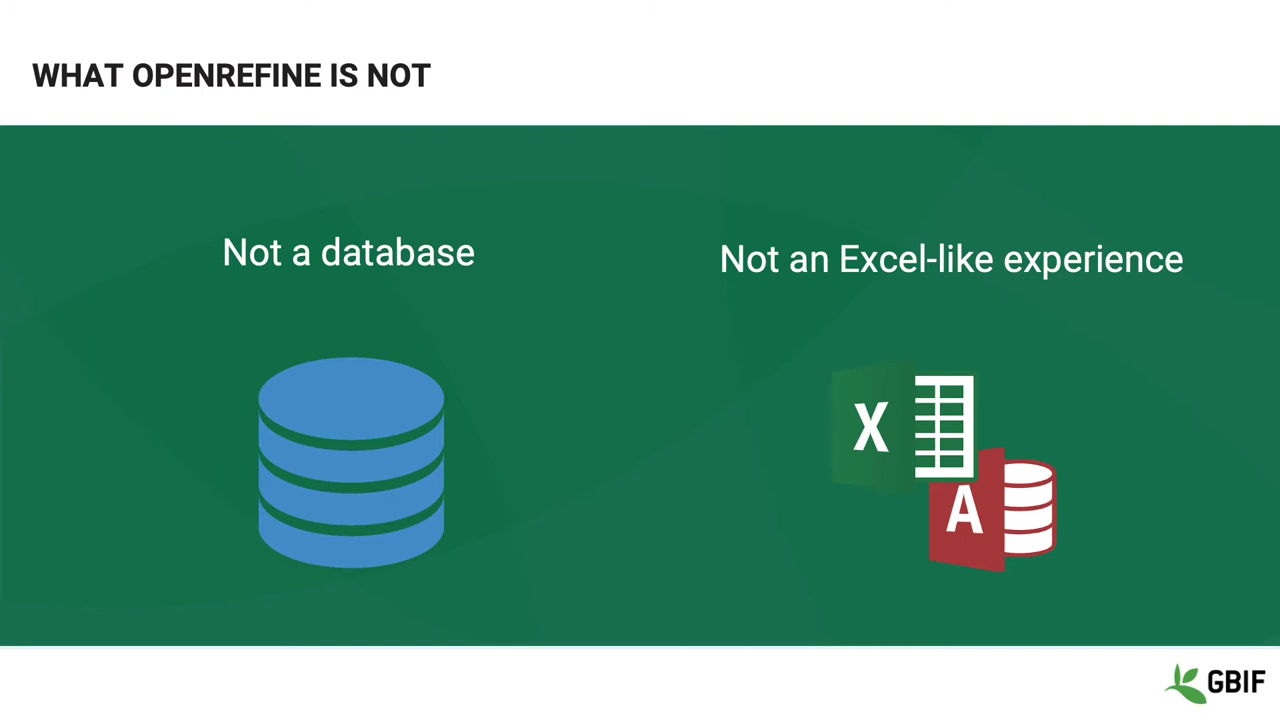 WHAT OPENREFINE IS NOT
Not a database
Not an Excel-like experience
X
A
GBIF